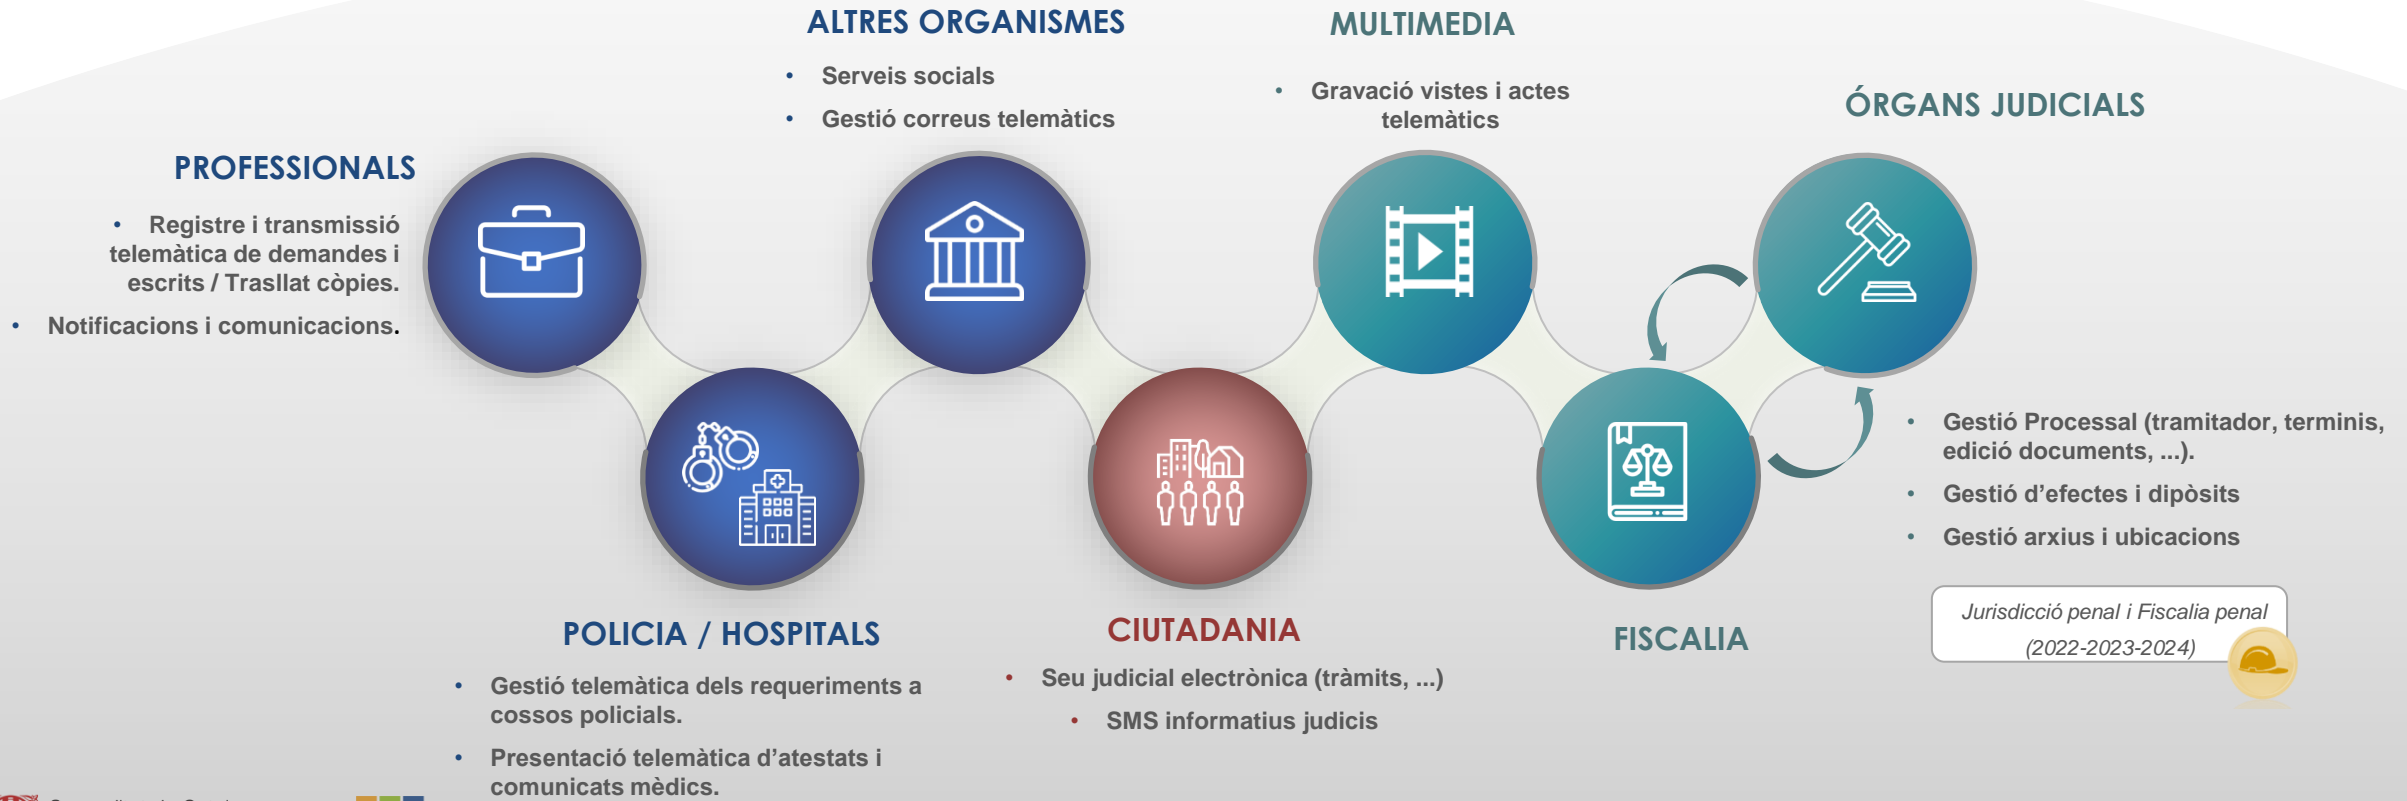 PROFESSIONALS
• Registre i transmissió
telemàtica de demandes i
escrits / Trasllat còpies.
• Notificacions i comunicacions.
ALTRES ORGANISMES
• Serveis socials
• Gestió correus telemàtics
MULTIMEDIA
• Gravació vistes i actes
telemàtics
ÓRGANS JUDICIALS
• Gestió Processal (tramitador, terminis,
edició documents, ...).
• Gestió d'efectes i dipòsits
• Gestió arxius i ubicacions
Jurisdicció penal i Fiscalia penal
(2022-2023-2024)
POLICIA / HOSPITALS
• Gestió telemàtica dels requeriments a
cossos policials.
• Presentació telemàtica d'atestats i
comunicats mèdics.
CIUTADANIA
• Seu judicial electrònica (tràmits, ...)
• SMS informatius judicis
FISCALIA